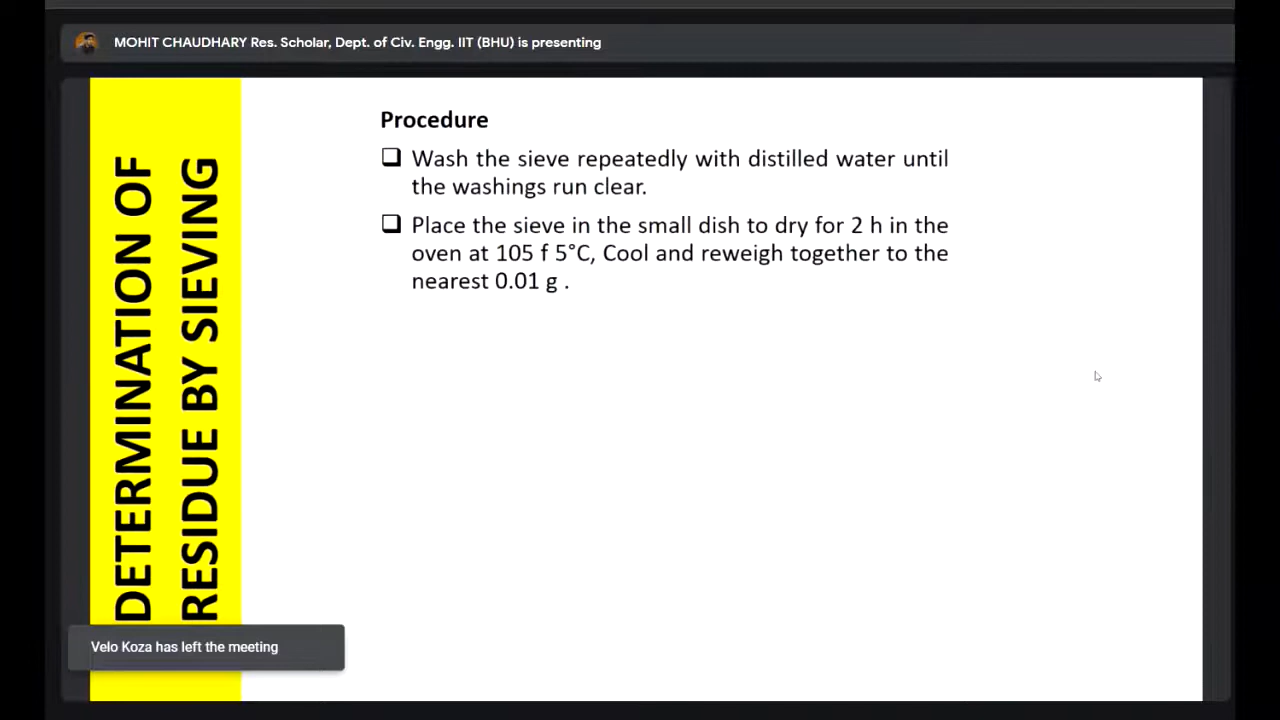 MOHIT CHAUDHARY Res. Scholar, Dept. of Civ. Engg. IIT (BHU) is presenting
DETERMINATION OF
RESIDUE BY SIEVING
Procedure
Wash the sieve repeatedly with distilled water until
the washings run clear.
Place the sieve in the small dish to dry for 2 h in the
oven at 105 f 5°C, Cool and reweigh together to the
nearest 0.01 g .
Velo Koza has left the meeting